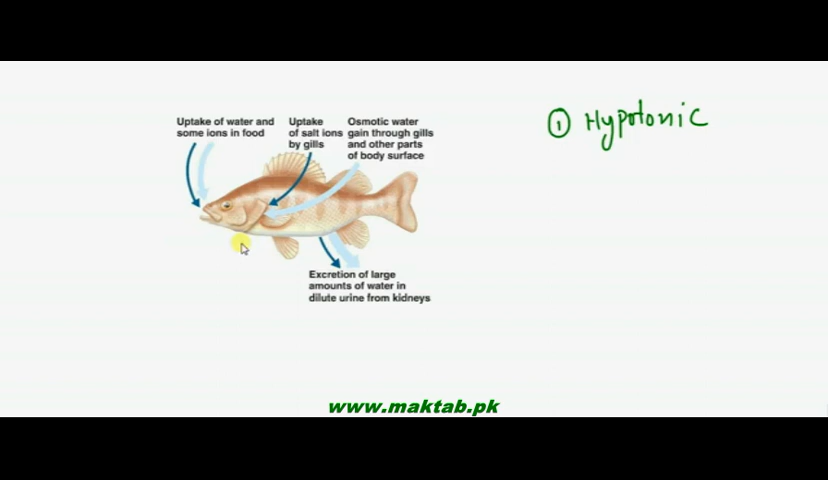 Uptake of water and
some ions in food
Uptake
of salt ions
by gills
Osmotic water
gain through gills
and other parts
of body surface
① Hypotonic
Excretion of large
amounts of water in
dilute urine from kidneys
www.maktab.pk